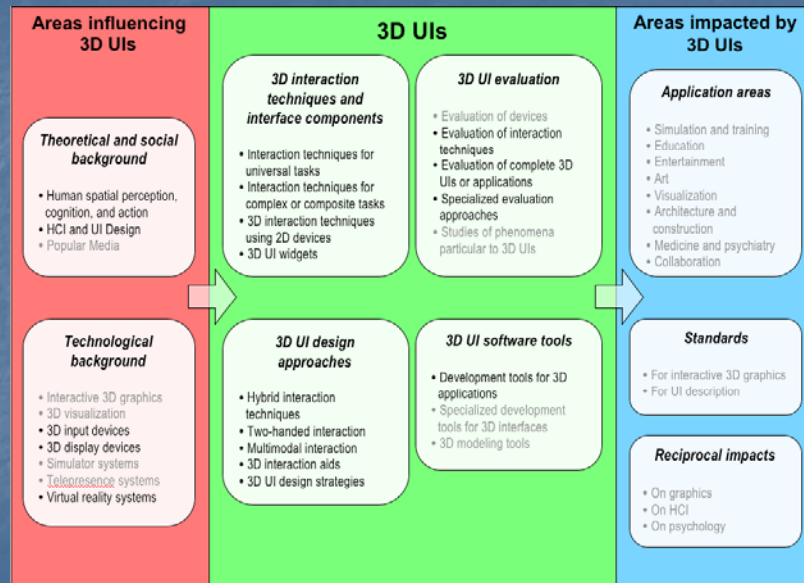 Areas influencing
3D UIs
Theoretical and social
background
• Human spatial perception,
cognition, and action
• HCI and UI Design
• Popular Media
Technological
background
• Interactive 3D graphics
• 3D visualization
• 3D input devices
• 3D display devices
• Simulator systems
• Telepresence systems
• Virtual reality systems
3D UIs
3D interaction
techniques and
interface components
• Interaction techniques for
universal tasks
• Interaction techniques for
complex or composite tasks
• 3D interaction techniques
using 2D devices
• 3D UI widgets
3D UI evaluation
• Evaluation of devices
• Evaluation of interaction
techniques
• Evaluation of complete 3D
UIs or applications
• Specialized evaluation
approaches
• Studies of phenomena
particular to 3D UIs
3D UI design
approaches
• Hybrid interaction
techniques
• Two-handed interaction
• Multimodal interaction
• 3D interaction aids
• 3D UI design strategies
3D UI software tools
• Development tools for 3D
applications
• Specialized development
tools for 3D interfaces
• 3D modeling tools
Areas impacted by
3D UIs
Application areas
• Simulation and training
• Education
• Entertainment
• Art
• Visualization
• Architecture and
construction
• Medicine and psychiatry
• Collaboration
Standards
• For interactive 3D graphics
• For UI description
Reciprocal impacts
• On graphics
• On HCI
• On psychology